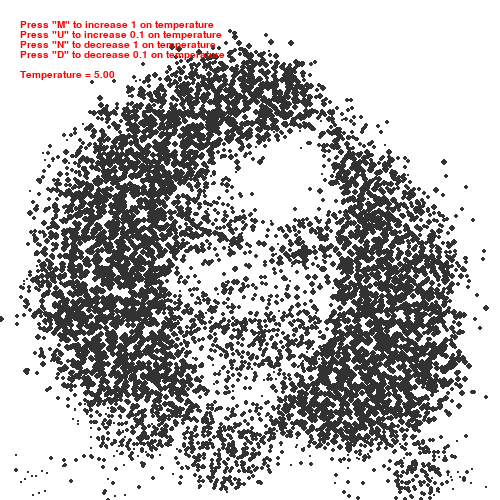 Press "M" to increase 1 on temperature
Press "U" to increase 0.1 on temperature
Press "N" to decrease 1 on temperature
Press "D" to decrease 0.1 on temperature
Temperature = 5.00